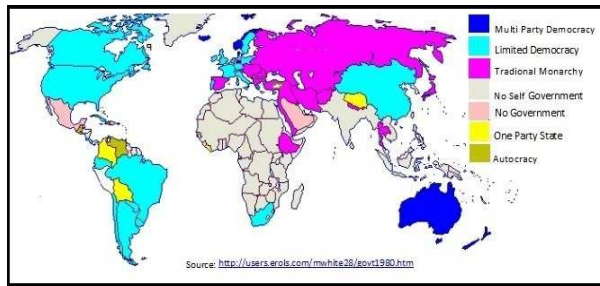 Multi Party Democracy
Limited Democracy
Tradional Monarchy
No Self Government
No Government
One Party State
Autocracy
Source: http://users.erols.com/mwhite28/govt1980.htm